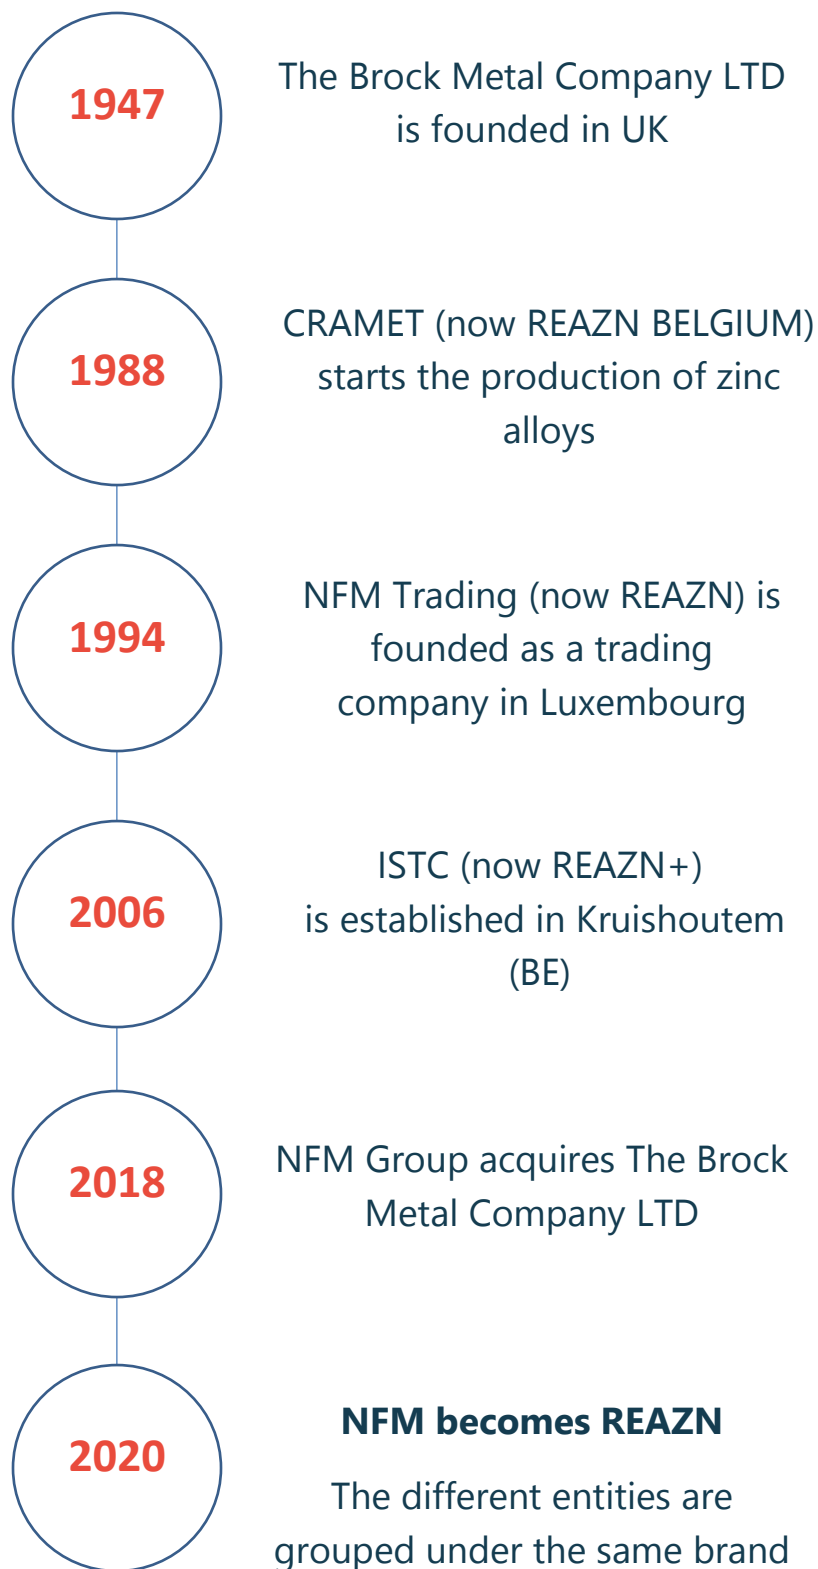 1947
The Brock Metal Company LTD
is founded in UK
1988
CRAMET (now REAZN BELGIUM)
starts the production of zinc
alloys
1994
NFM Trading (now REAZN) is
founded as a trading
company in Luxembourg
2006
ISTC (now REAZN+)
is established in Kruishoutem
(BE)
2018
NFM Group acquires The Brock
Metal Company LTD
2020
NFM becomes REAZN
The different entities are
grouped under the same brand